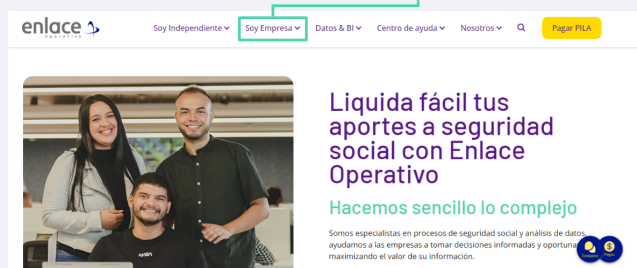 enlace
operativo
Soy Independiente
Soy Empresa
Datos & BI
Centro de ayuda
Nosotros
Pagar PILA
Liquida fácil tus
aportes a seguridad
social con Enlace
Operativo
Hacemos sencillo lo complejo
Somos especialistas en procesos de seguridad social y análisis de datos,
ayudamos a las empresas a tomar decisiones informadas y oportuna
maximizando el valor de su información.
Contacto
Pagos